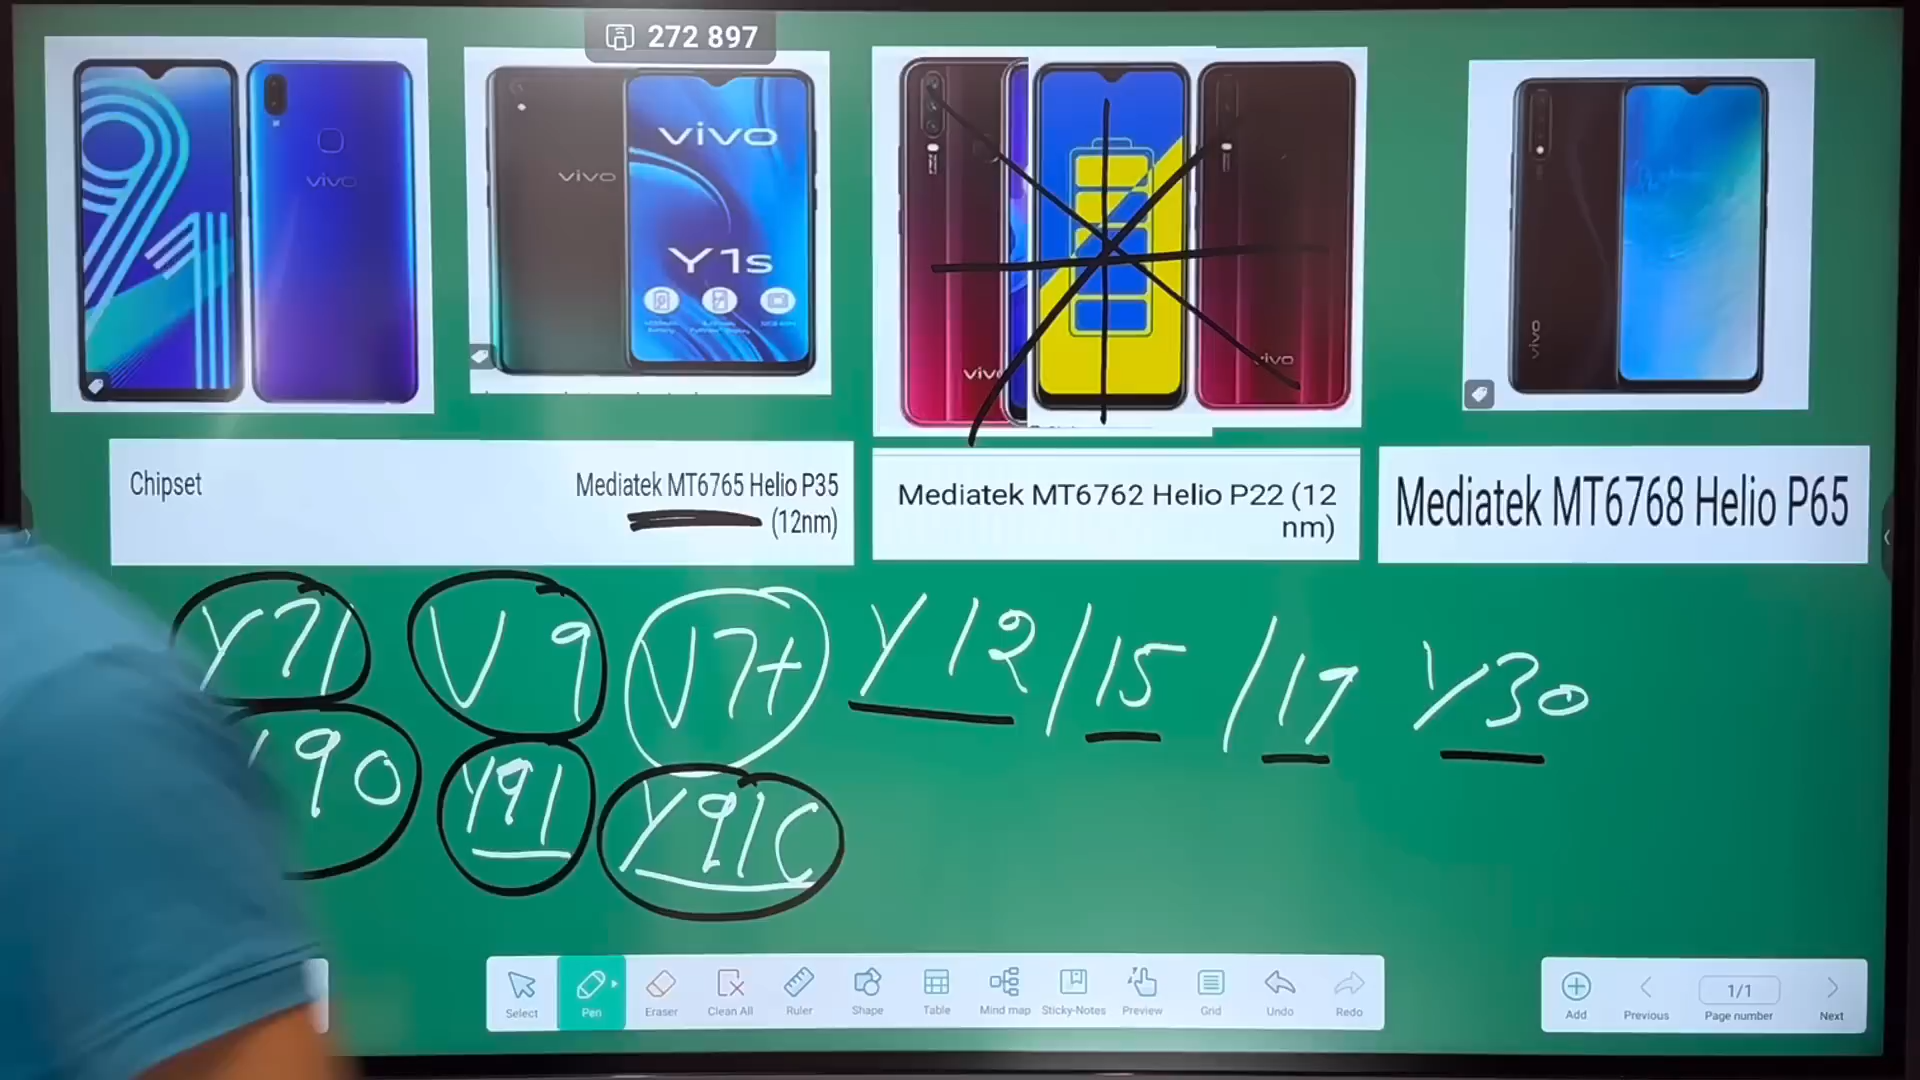 272 897
vivo
vivo
vivo
Y1s
vivo
vivo
vivo
Chipset
Mediatek MT6765 Helio P35
(12nm)
Mediatek MT6762 Helio P22 (12
nm)
Mediatek MT6768 Helio P65
Y71
V9
V7+
Y12/15/19
Y30
90
Y91
Y91C
Select
Pen
Eraser
Clean All
Ruler
Shape
Table
Mind map
Sticky-Notes
Preview
Grid
Undo
Redo
Add
Previous
1/1
Page number
Next